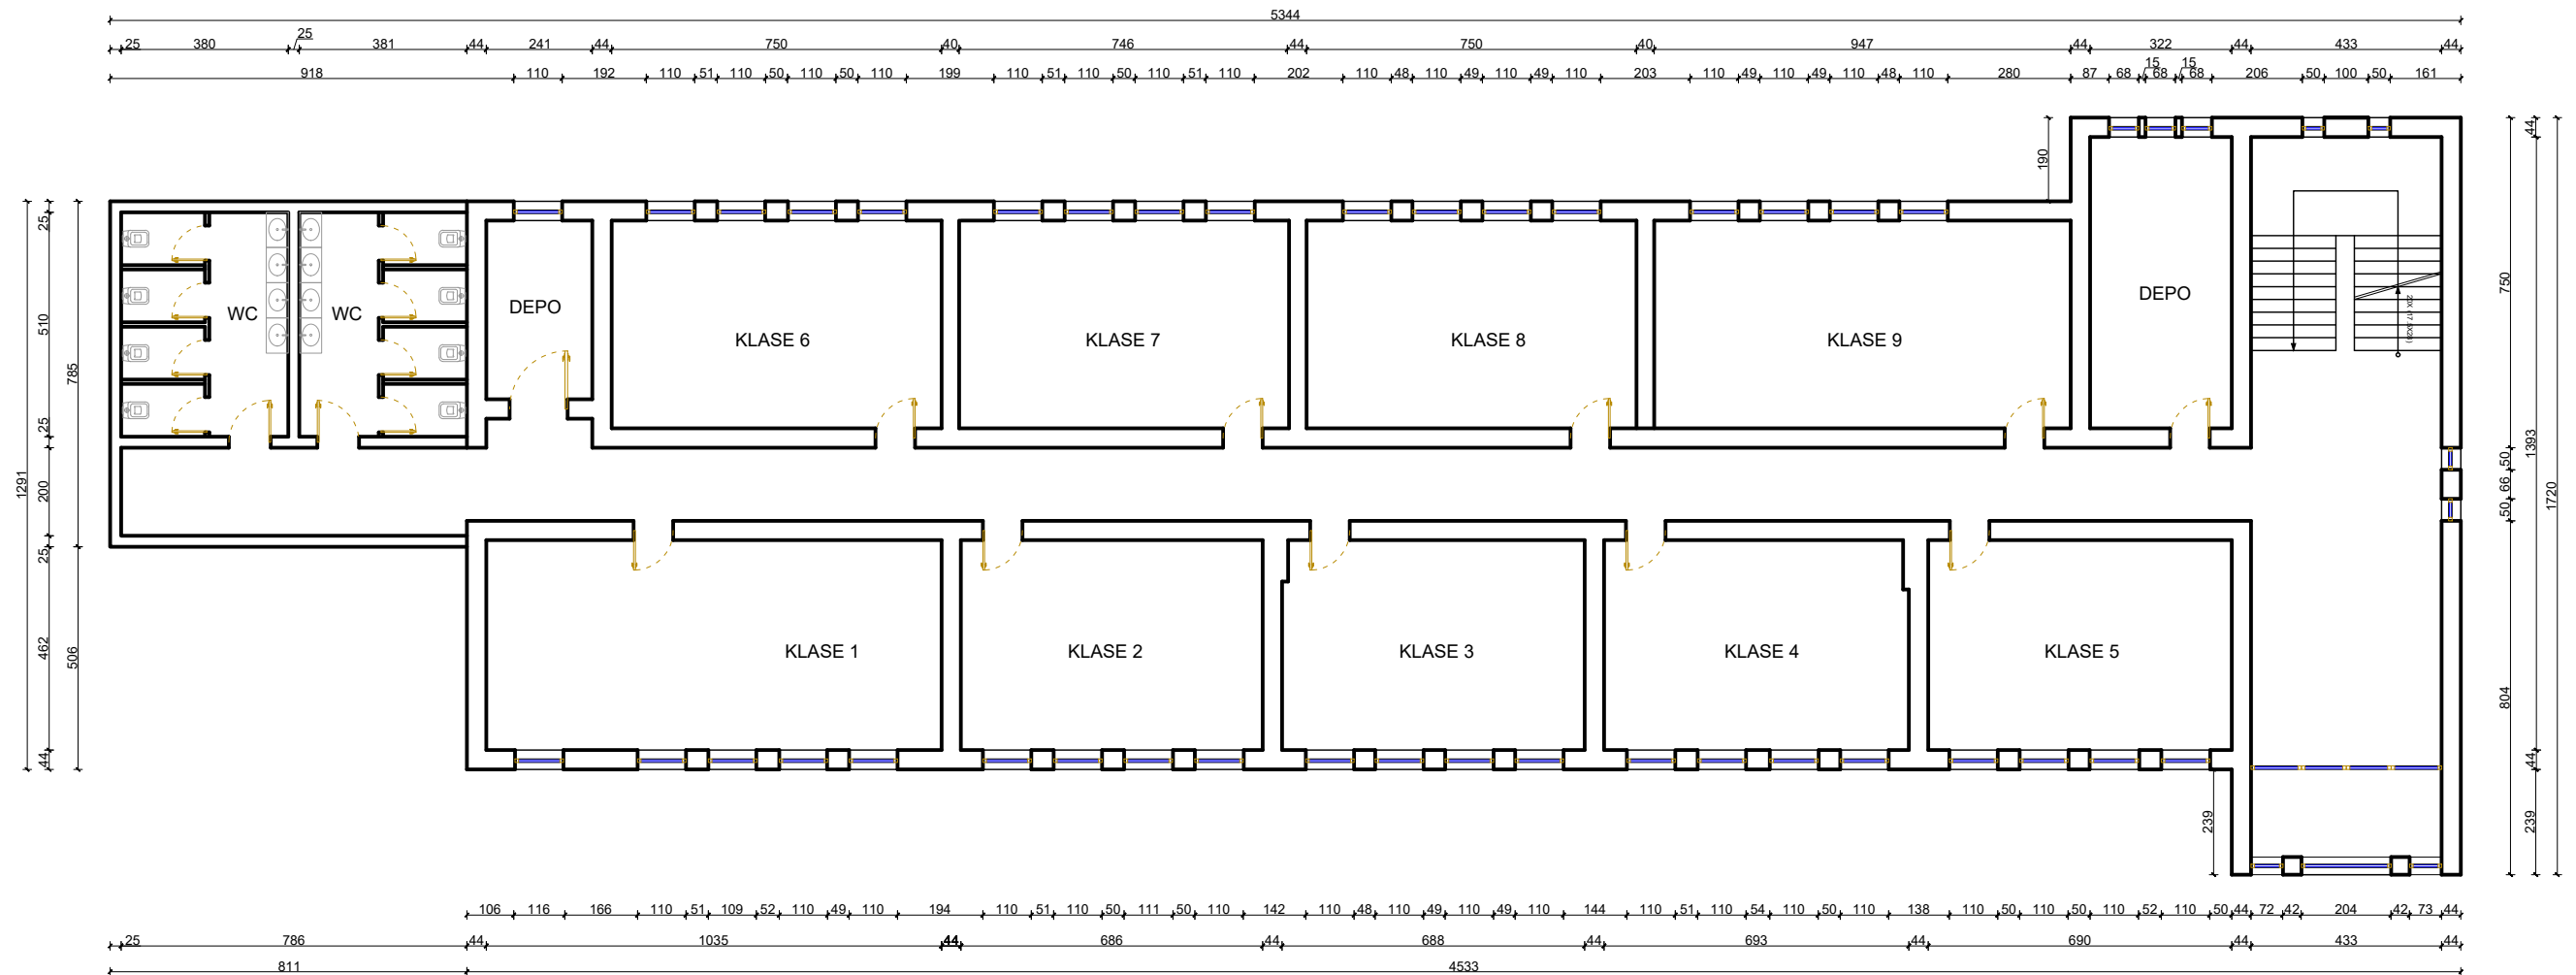 5344
25 380 25 381 44 241 44 750 40 746 44 750 40 947 44 322 44 433 44
918 110 192 110 51 110 50 110 50 110 199 110 51 110 50 110 51 110 202 110 48 110 49 110 49 110 203 110 49 110 49 110 48 110 280 87 68 15 68 15 68 206 50 100 50 161
190
WC
WC
DEPO
KLASE 6
KLASE 7
KLASE 8
KLASE 9
DEPO
KLASE 1
KLASE 2
KLASE 3
KLASE 4
KLASE 5
1291
25 510 25 200 25 462 44
785 506
750 50 66 50 804
44 1393 44 239
1720
239
106 116 166 110 51 109 52 110 49 110 194 110 51 110 50 111 50 110 142 110 48 110 49 110 49 110 144 110 51 110 54 110 50 110 138 110 50 110 50 110 52 110 50 44 72 42 204 42 73 44
25 786 44 1035 44 686 44 688 44 693 44 690 44 433 44
811 4533